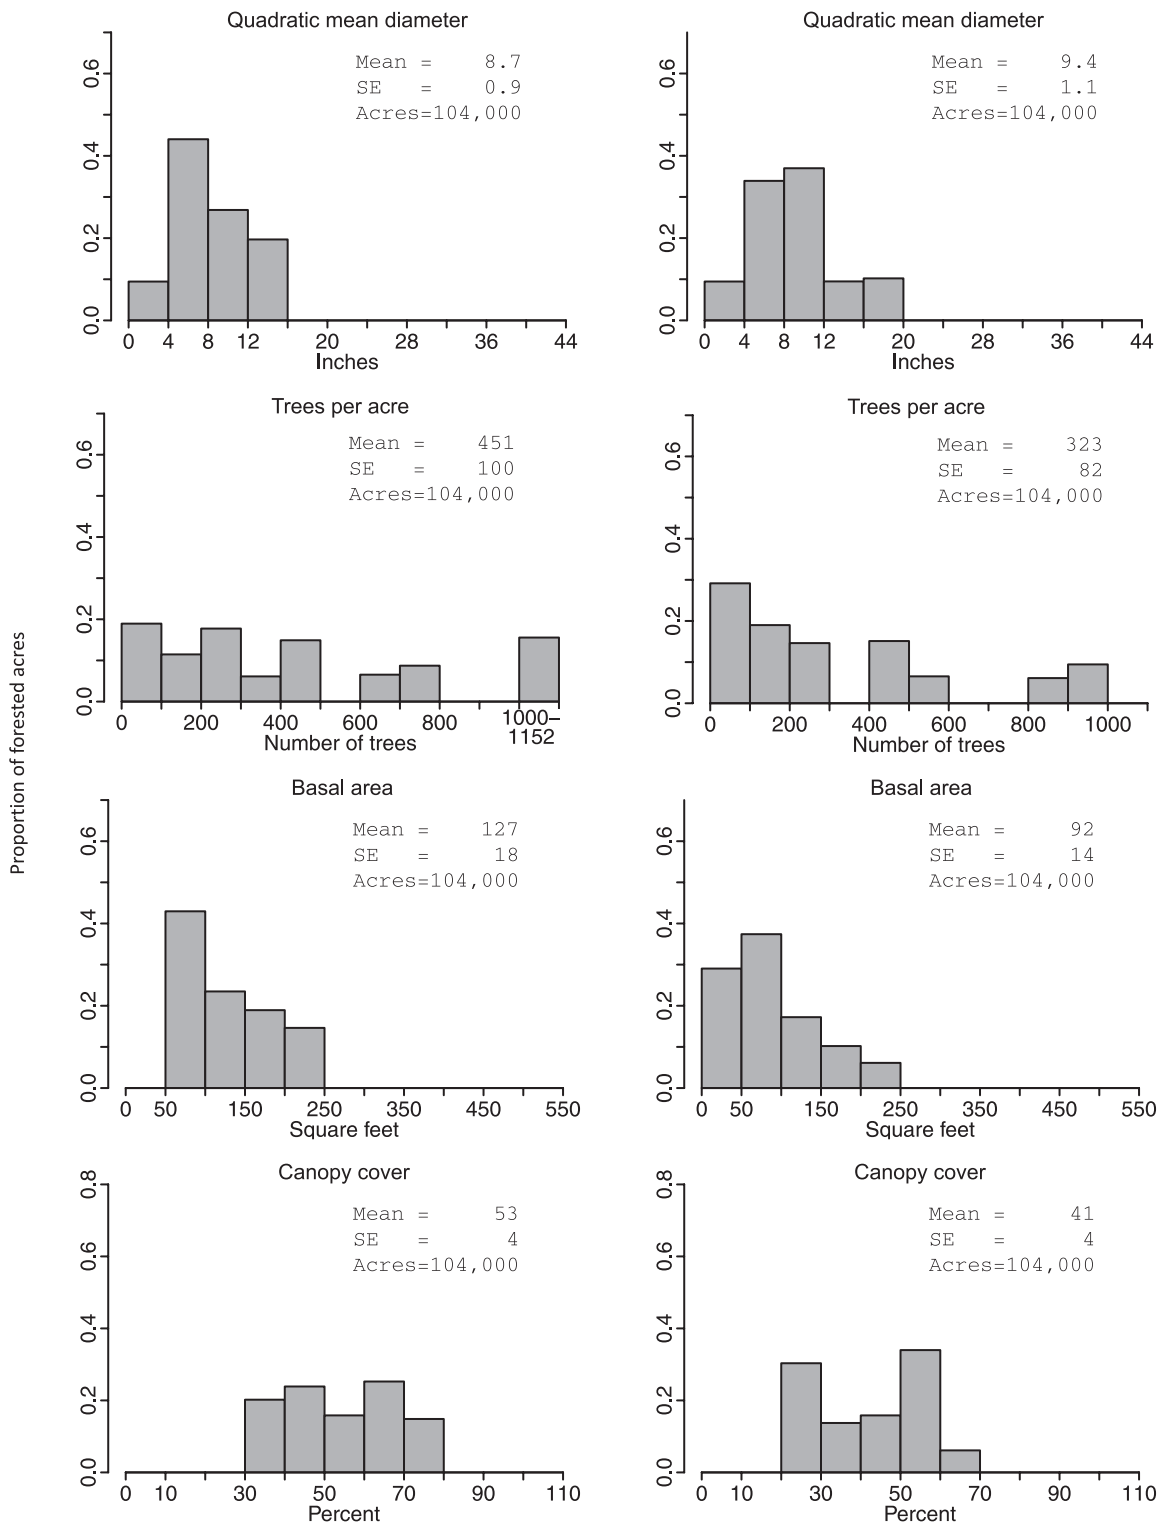 Proportion of forested acres
Quadratic mean diameter
Mean = 8.7
SE = 0.9
Acres=104,000
0.0 0.2 0.4 0.6
0 4 8 12 20 28 36 44
Inches
Quadratic mean diameter
Mean = 9.4
SE = 1.1
Acres=104,000
0.0 0.2 0.4 0.6
0 4 8 12 20 28 36 44
Inches
Trees per acre
Mean = 451
SE = 100
Acres=104,000
0.0 0.2 0.4 0.6
0 200 400 600 800 1000–
1152
Number of trees
Trees per acre
Mean = 323
SE = 82
Acres=104,000
0.0 0.2 0.4 0.6
0 200 400 600 800 1000
Number of trees
Basal area
Mean = 127
SE = 18
Acres=104,000
0.0 0.2 0.4 0.6
0 50 150 250 350 450 550
Square feet
Basal area
Mean = 92
SE = 14
Acres=104,000
0.0 0.2 0.4 0.6
0 50 150 250 350 450 550
Square feet
Canopy cover
Mean = 53
SE = 4
Acres=104,000
0.0 0.2 0.4 0.6 0.8
0 10 30 50 70 90 110
Percent
Canopy cover
Mean = 41
SE = 4
Acres=104,000
0.0 0.2 0.4 0.6 0.8
0 10 30 50 70 90 110
Percent